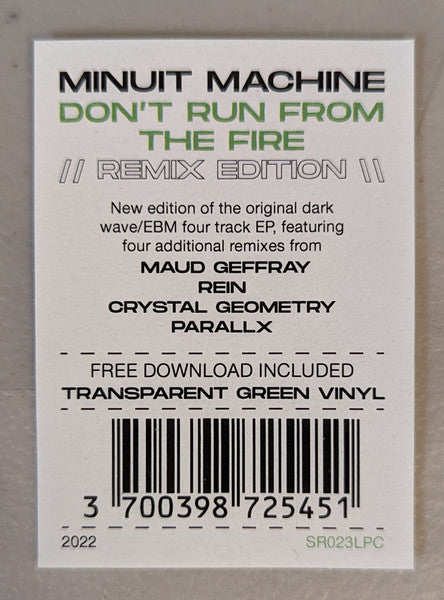 MINUIT MACHINE
DON'T RUN FROM
THE FIRE
// REMIX EDITION \\
New edition of the original dark
wave/EBM four track EP, featuring
four additional remixes from
MAUD GEFFRAY
REIN
CRYSTAL GEOMETRY
PARALLX
FREE DOWNLOAD INCLUDED
TRANSPARENT GREEN VINYL
3 700398 725451
2022 SR023LPC